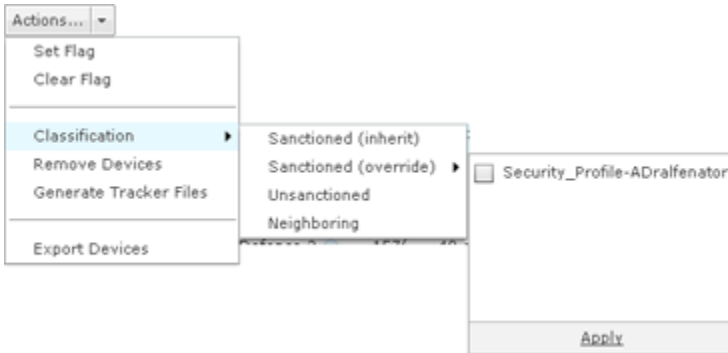 Actions...
Set Flag
Clear Flag
Classification
Remove Devices
Generate Tracker Files
Export Devices
Sanctioned (inherit)
Sanctioned (override)
Unsanctioned
Neighboring
Security_Profile-ADralfenator
Apply